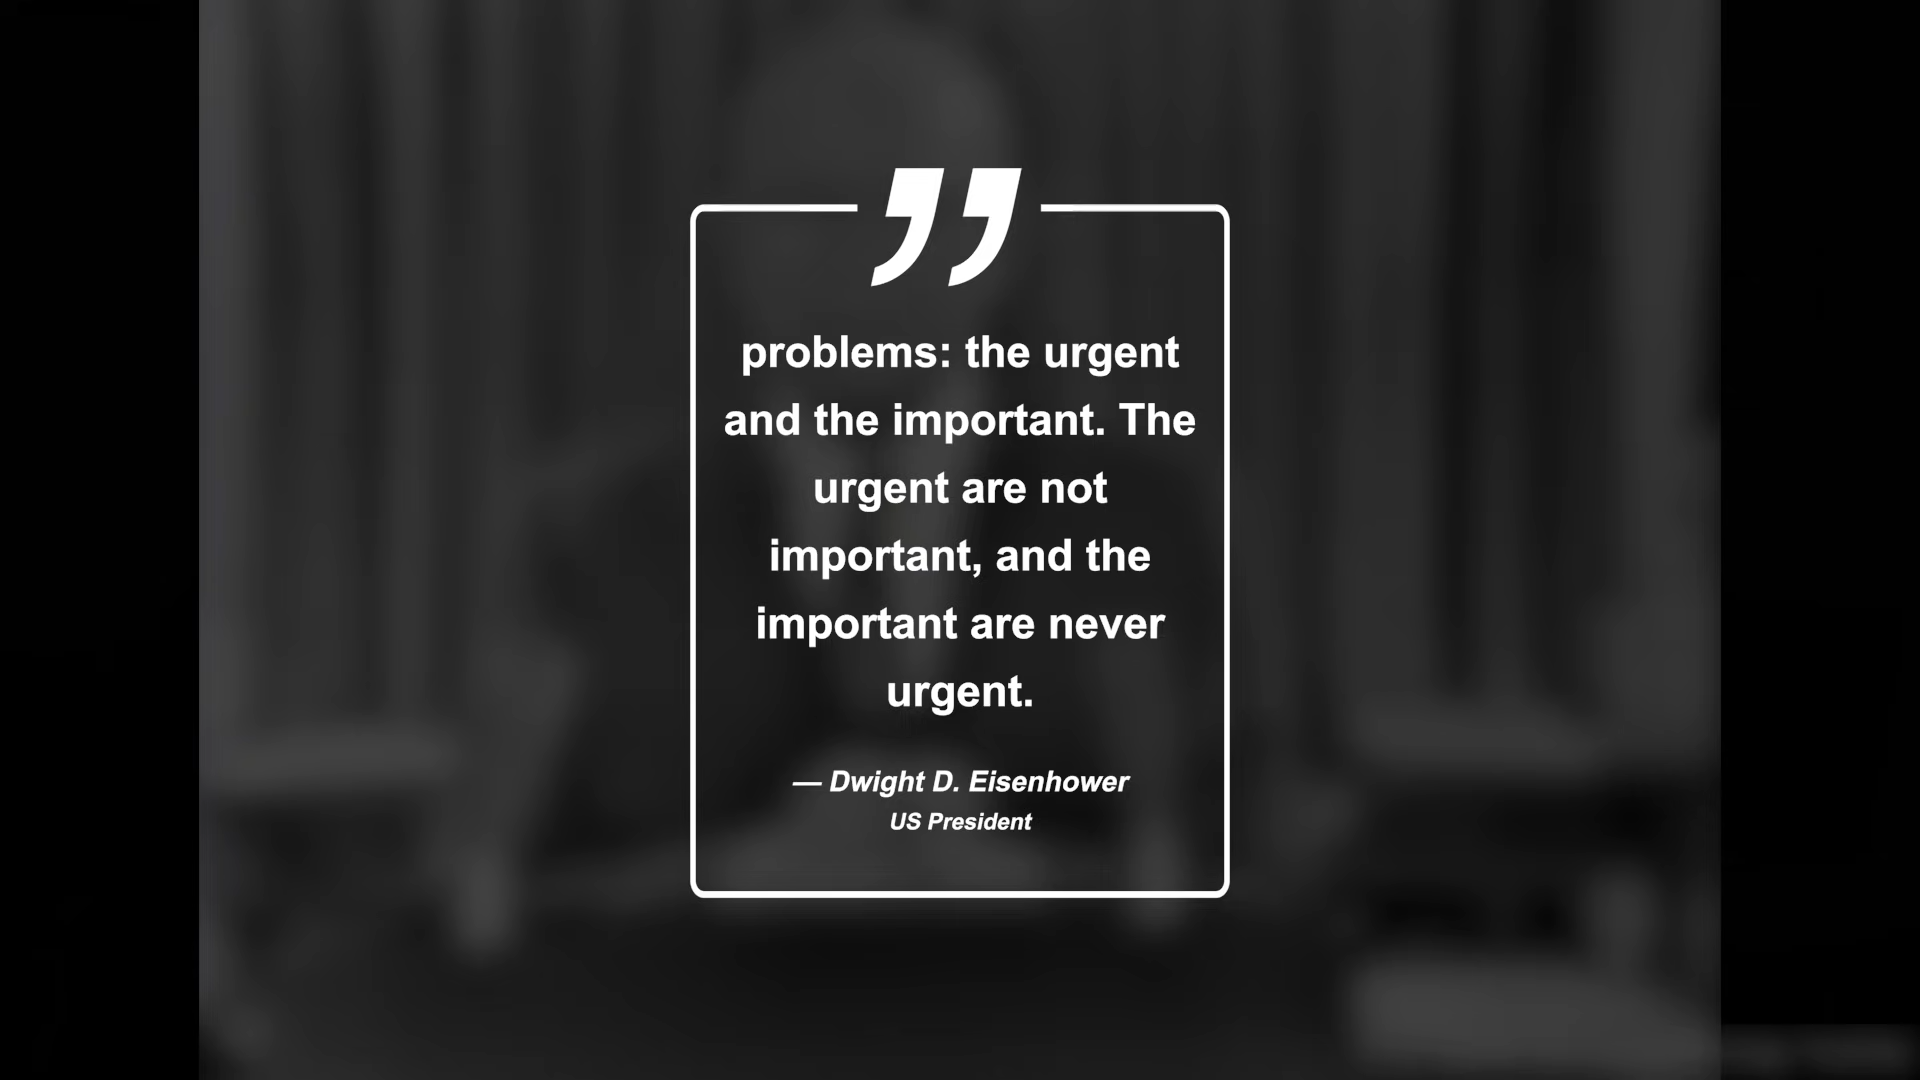 ”
problems: the urgent
and the important. The
urgent are not
important, and the
important are never
urgent.
— Dwight D. Eisenhower
US President